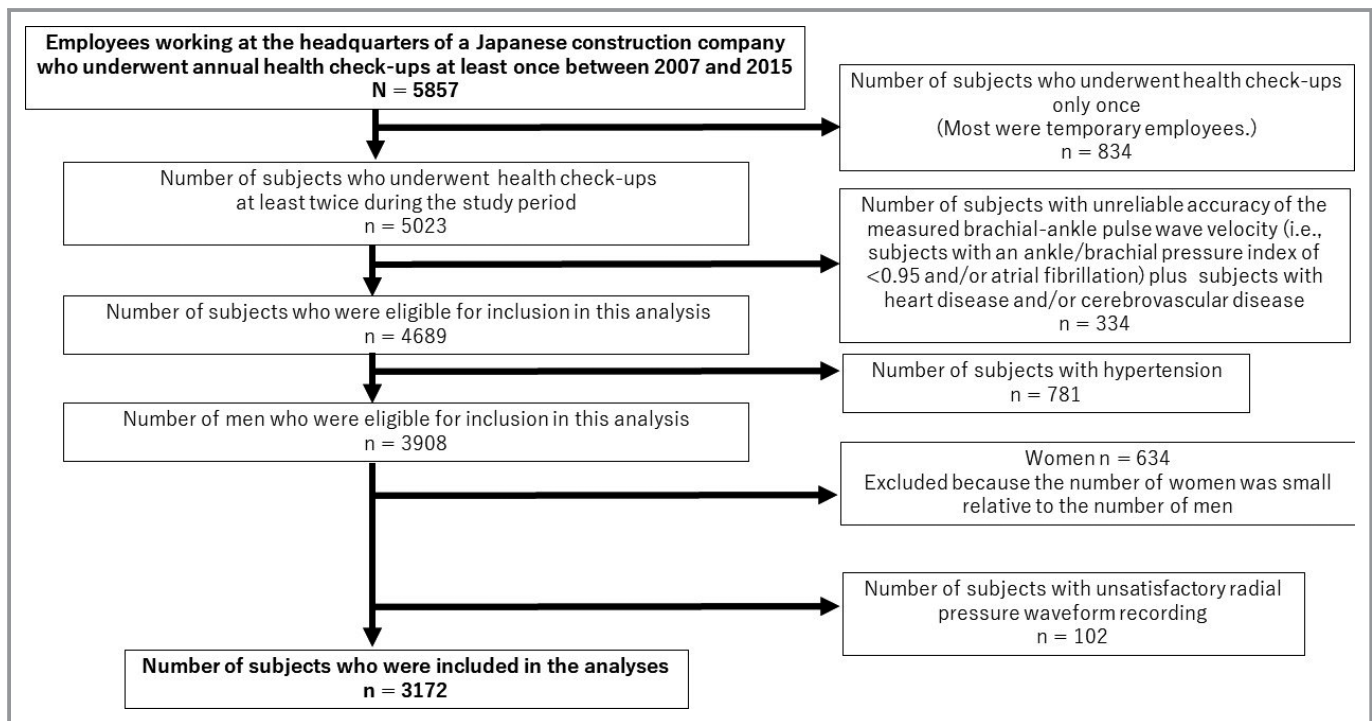 Employees working at the headquarters of a Japanese construction company
who underwent annual health check-ups at least once between 2007 and 2015
N = 5857
Number of subjects who underwent health check-ups
only once
(Most were temporary employees.)
n = 834
Number of subjects who underwent health check-ups
at least twice during the study period
n = 5023
Number of subjects with unreliable accuracy of the
measured brachial-ankle pulse wave velocity (i.e.,
subjects with an ankle/brachial pressure index of
<0.95 and/or atrial fibrillation) plus subjects with
heart disease and/or cerebrovascular disease
n = 334
Number of subjects who were eligible for inclusion in this analysis
n = 4689
Number of subjects with hypertension
n = 781
Number of men who were eligible for inclusion in this analysis
n = 3908
Women n = 634
Excluded because the number of women was small
relative to the number of men
Number of subjects with unsatisfactory radial
pressure waveform recording
n = 102
Number of subjects who were included in the analyses
n = 3172